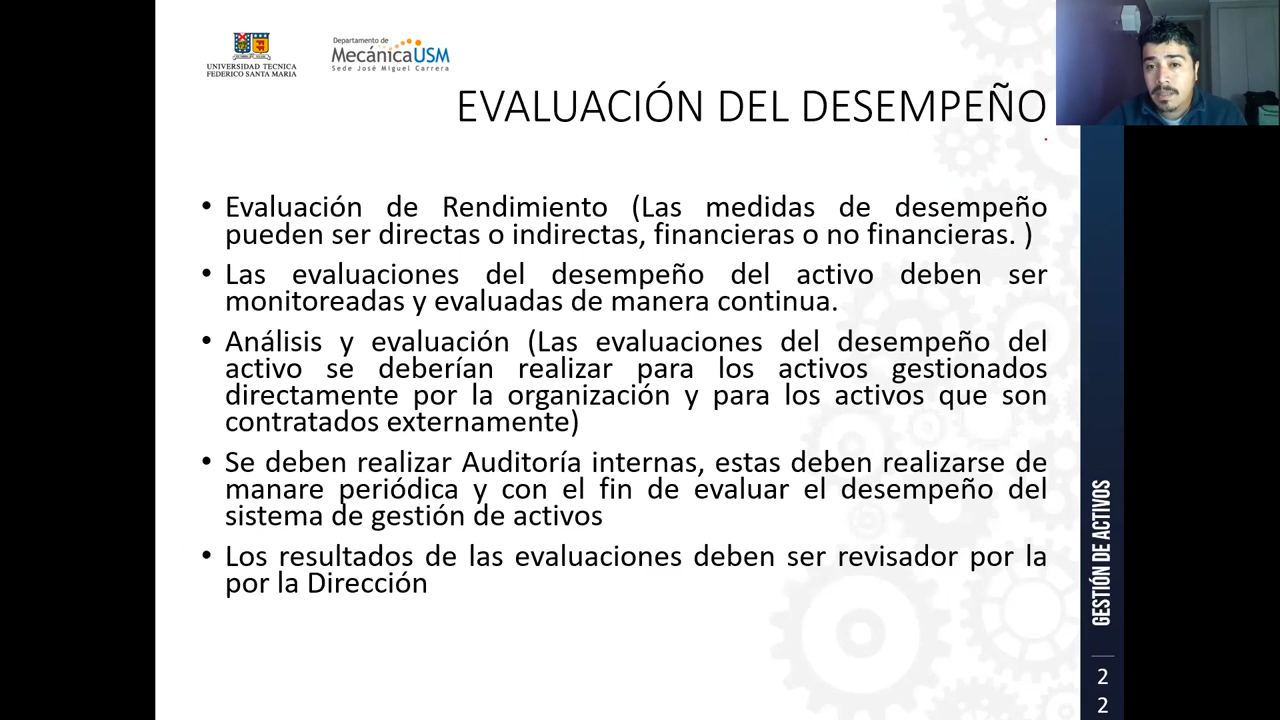 UNIVERSIDAD TECNICA
FEDERICO SANTA MARIA
Departamento de
MecánicaUSM
Sede José Miguel Carrera
EVALUACIÓN DEL DESEMPEÑO
• Evaluación de Rendimiento (Las medidas de desempeño
pueden ser directas o indirectas, financieras o no financieras. )
• Las evaluaciones del desempeño del activo deben ser
monitoreadas y evaluadas de manera continua.
• Análisis y evaluación (Las evaluaciones del desempeño del
activo se deberían realizar para los activos gestionados
directamente por la organización y para los activos que son
contratados externamente)
• Se deben realizar Auditoría internas, estas deben realizarse de
manare periódica y con el fin de evaluar el desempeño del
sistema de gestión de activos
• Los resultados de las evaluaciones deben ser revisador por la
por la Dirección
GESTIÓN DE ACTIVOS
2
2